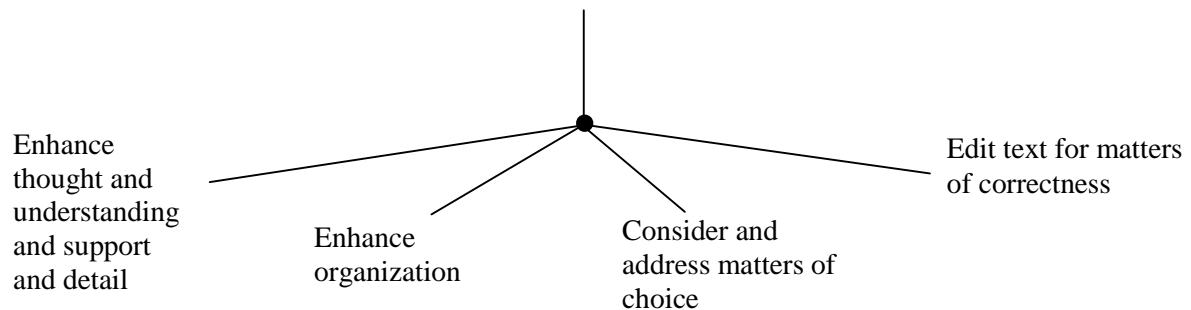 Enhance
thought and
understanding
and support
and detail
Enhance
organization
Consider and
address matters of
choice
Edit text for matters
of correctness